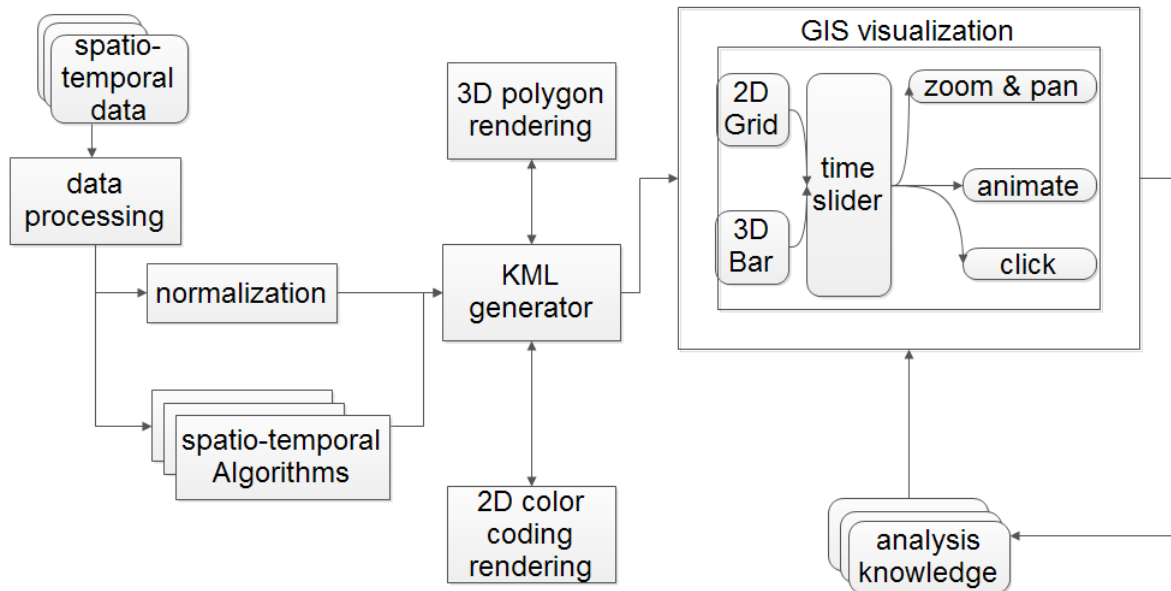 spatio-
temporal
data
data
processing
normalization
spatio-temporal
Algorithms
3D polygon
rendering
KML
generator
2D color
coding
rendering
GIS visualization
2D
Grid
3D
Bar
time
slider
zoom & pan
animate
click
analysis
knowledge